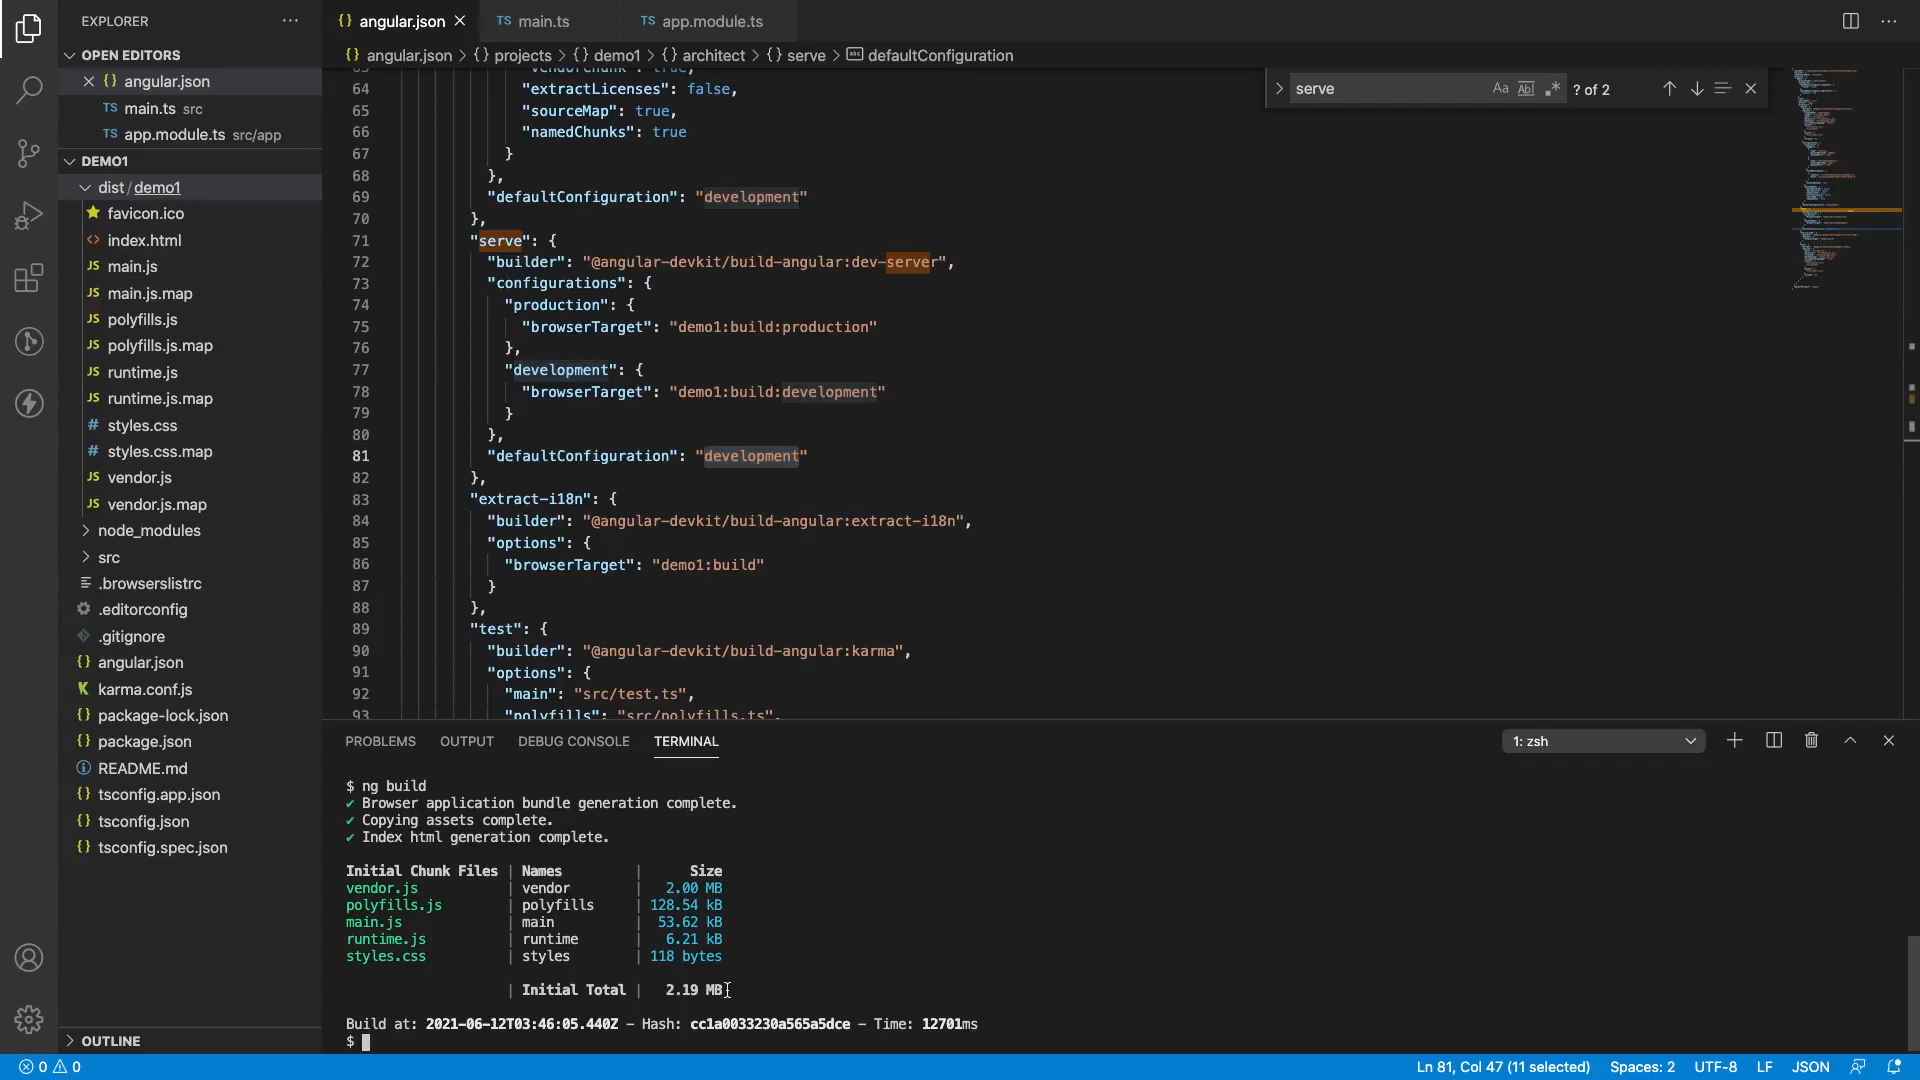 EXPLORER
OPEN EDITORS
{} angular.json
TS main.ts src
TS app.module.ts src/app
DEMO1
dist / demo1
favicon.ico
<> index.html
JS main.js
JS main.js.map
JS polyfills.js
JS polyfills.js.map
JS runtime.js
JS runtime.js.map
# styles.css
# styles.css.map
JS vendor.js
JS vendor.js.map
node_modules
src
.browserslistrc
.editorconfig
.gitignore
{} angular.json
K karma.conf.js
{} package-lock.json
{} package.json
README.md
{} tsconfig.app.json
{} tsconfig.json
{} tsconfig.spec.json
OUTLINE
{} angular.json
TS main.ts
TS app.module.ts
{} angular.json > {} projects > {} demo1 > {} architect > {} serve > abc defaultConfiguration
serve
Aa Abl .*
? of 2
64 "extractLicenses": false,
65 "sourceMap": true,
66 "namedChunks": true
67 }
68 },
69 "defaultConfiguration": "development"
70 },
71 "serve": {
72 "builder": "@angular-devkit/build-angular:dev-server",
73 "configurations": {
74 "production": {
75 "browserTarget": "demo1:build:production"
76 },
77 "development": {
78 "browserTarget": "demo1:build:development"
79 }
80 },
81 "defaultConfiguration": "development"
82 },
83 "extract-i18n": {
84 "builder": "@angular-devkit/build-angular:extract-i18n",
85 "options": {
86 "browserTarget": "demo1:build"
87 }
88 },
89 "test": {
90 "builder": "@angular-devkit/build-angular:karma",
91 "options": {
92 "main": "src/test.ts",
93 "polyfills": "src/polyfills.ts",
PROBLEMS OUTPUT DEBUG CONSOLE TERMINAL
1: zsh
$ ng build
✔ Browser application bundle generation complete.
✔ Copying assets complete.
✔ Index html generation complete.
Initial Chunk Files | Names | Size
vendor.js | vendor | 2.00 MB
polyfills.js | polyfills | 128.54 kB
main.js | main | 53.62 kB
runtime.js | runtime | 6.21 kB
styles.css | styles | 118 bytes
| Initial Total | 2.19 MB
Build at: 2021-06-12T03:46:05.440Z - Hash: cc1a0033230a565a5dce - Time: 12701ms
$
0 0
Ln 81, Col 47 (11 selected) Spaces: 2 UTF-8 LF JSON